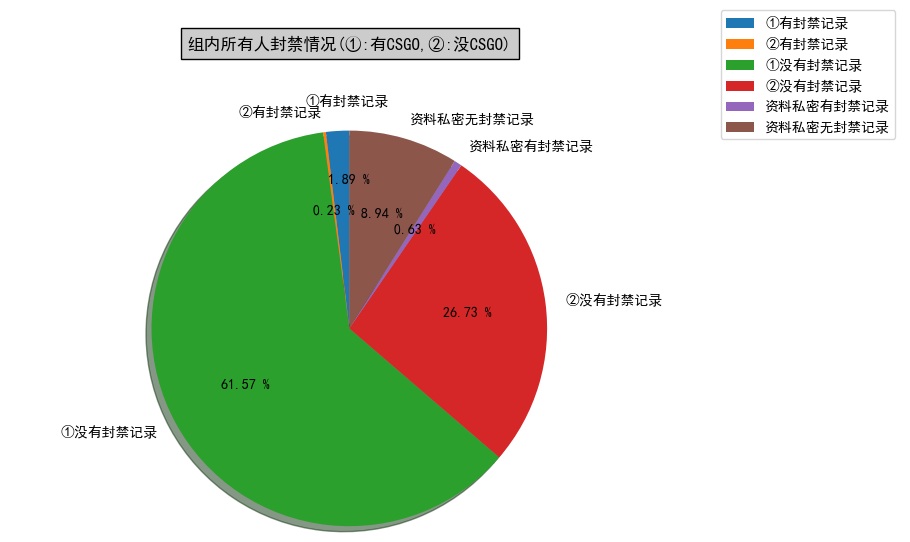 组内所有人封禁情况(①:有CSGO,②:没CSGO)
①有封禁记录
②有封禁记录
①没有封禁记录
②没有封禁记录
资料私密有封禁记录
资料私密无封禁记录
①有封禁记录
②有封禁记录
资料私密无封禁记录
资料私密有封禁记录
1.89 %
0.23 %
8.94 %
0.63 %
②没有封禁记录
26.73 %
61.57 %
①没有封禁记录